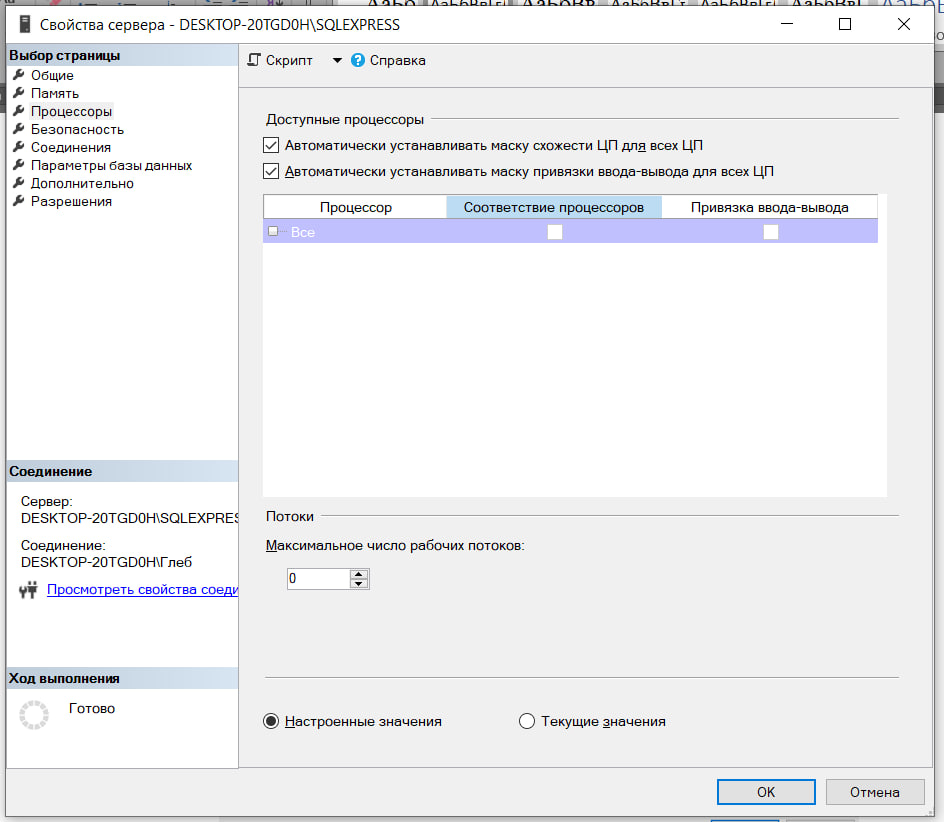 Свойства сервера - DESKTOP-20TGD0H\SQLEXPRESS
Выбор страницы
Общие
Память
Процессоры
Безопасность
Соединения
Параметры базы данных
Дополнительно
Разрешения
Скрипт
Справка
Доступные процессоры
Автоматически устанавливать маску схожести ЦП для всех ЦП
Автоматически устанавливать маску привязки ввода-вывода для всех ЦП
Процессор Соответствие процессоров Привязка ввода-вывода
Все
Потоки
Максимальное число рабочих потоков:
0
Соединение
Сервер:
DESKTOP-20TGD0H\SQLEXPRES
Соединение:
DESKTOP-20TGD0H\Глеб
Просмотреть свойства соеди
Ход выполнения
Готово
Настроенные значения Текущие значения
OK Отмена